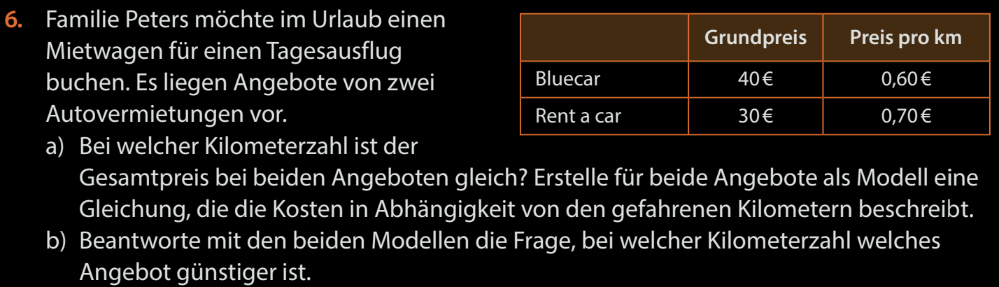 6. Familie Peters möchte im Urlaub einen
Mietwagen für einen Tagesausflug
buchen. Es liegen Angebote von zwei
Autovermietungen vor.
Grundpreis Preis pro km
Bluecar 40 € 0,60 €
Rent a car 30 € 0,70 €
a) Bei welcher Kilometerzahl ist der
Gesamtpreis bei beiden Angeboten gleich? Erstelle für beide Angebote als Modell eine
Gleichung, die die Kosten in Abhängigkeit von den gefahrenen Kilometern beschreibt.
b) Beantworte mit den beiden Modellen die Frage, bei welcher Kilometerzahl welches
Angebot günstiger ist.